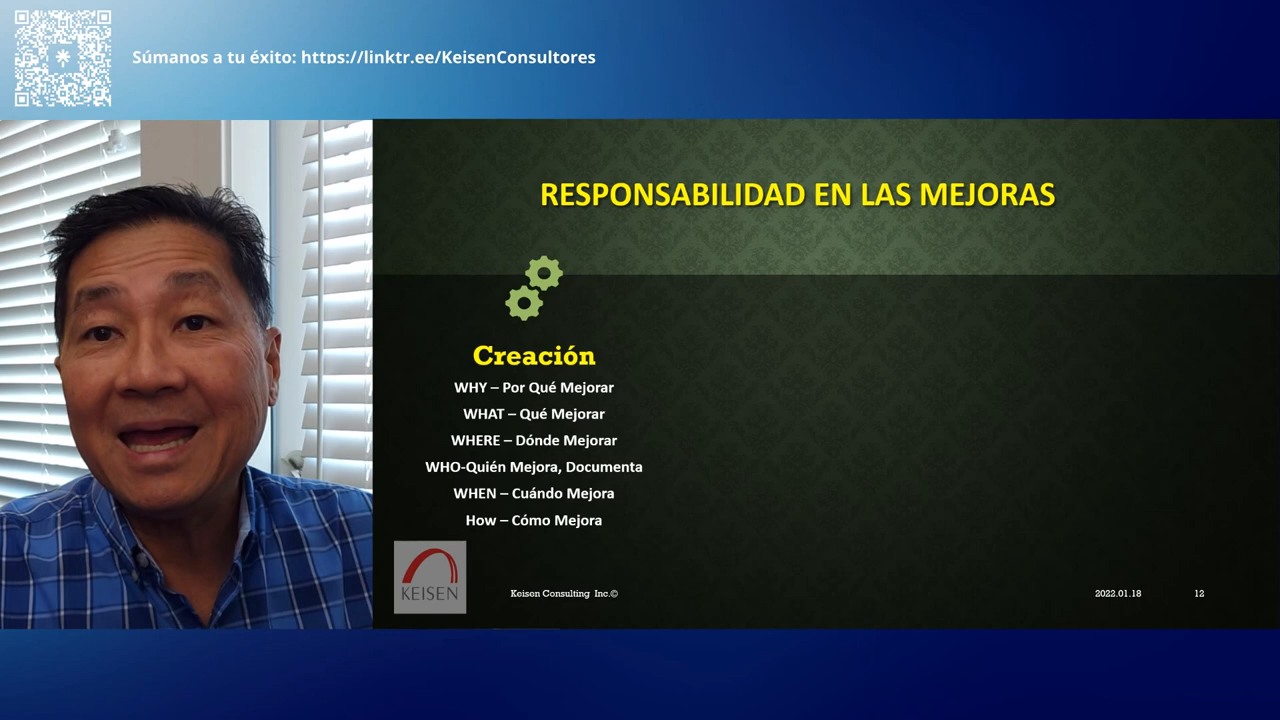 Súmanos a tu éxito: https://linktr.ee/KeisenConsultores
RESPONSABILIDAD EN LAS MEJORAS
Creación
WHY – Por Qué Mejorar
WHAT – Qué Mejorar
WHERE – Dónde Mejorar
WHO-Quién Mejora, Documenta
WHEN – Cuándo Mejora
How – Cómo Mejora
KEISEN
Keisen Consulting Inc.©
2022.01.18
12